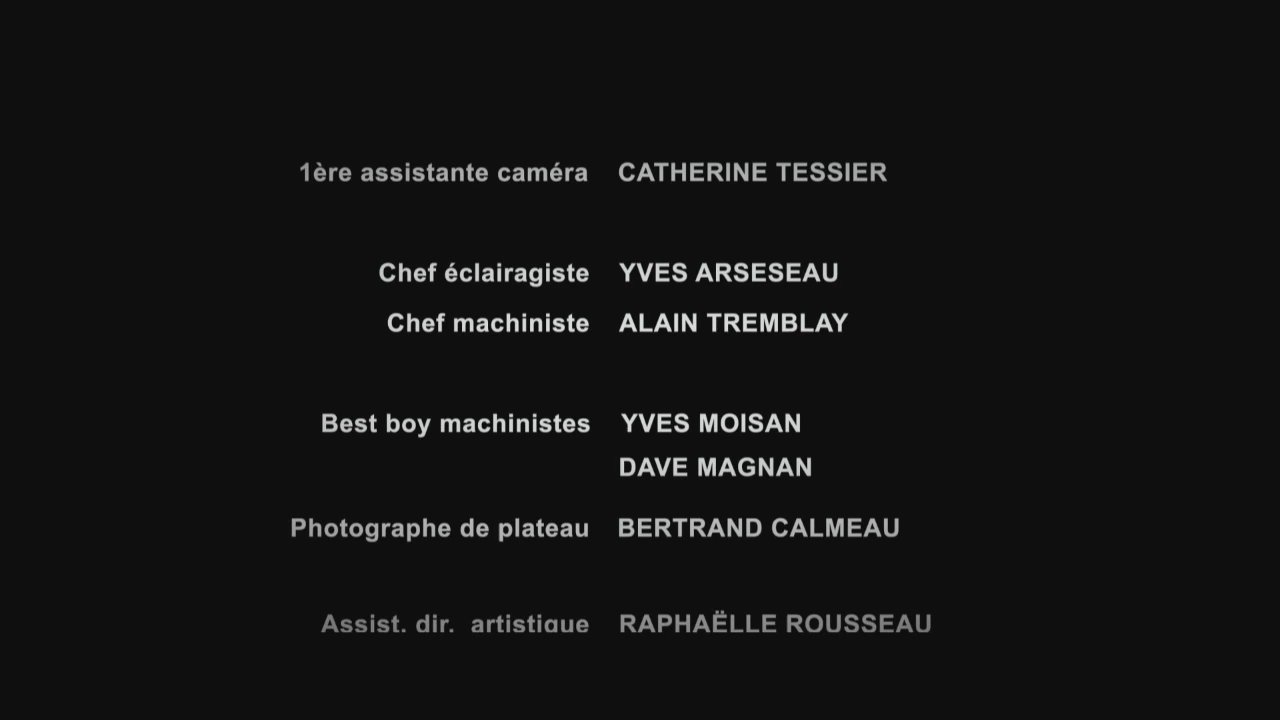 1ère assistante caméra CATHERINE TESSIER
Chef éclairagiste YVES ARSESEAU
Chef machiniste ALAIN TREMBLAY
Best boy machinistes YVES MOISAN
DAVE MAGNAN
Photographe de plateau BERTRAND CALMEAU
Assist. dir. artistique RAPHAËLLE ROUSSEAU